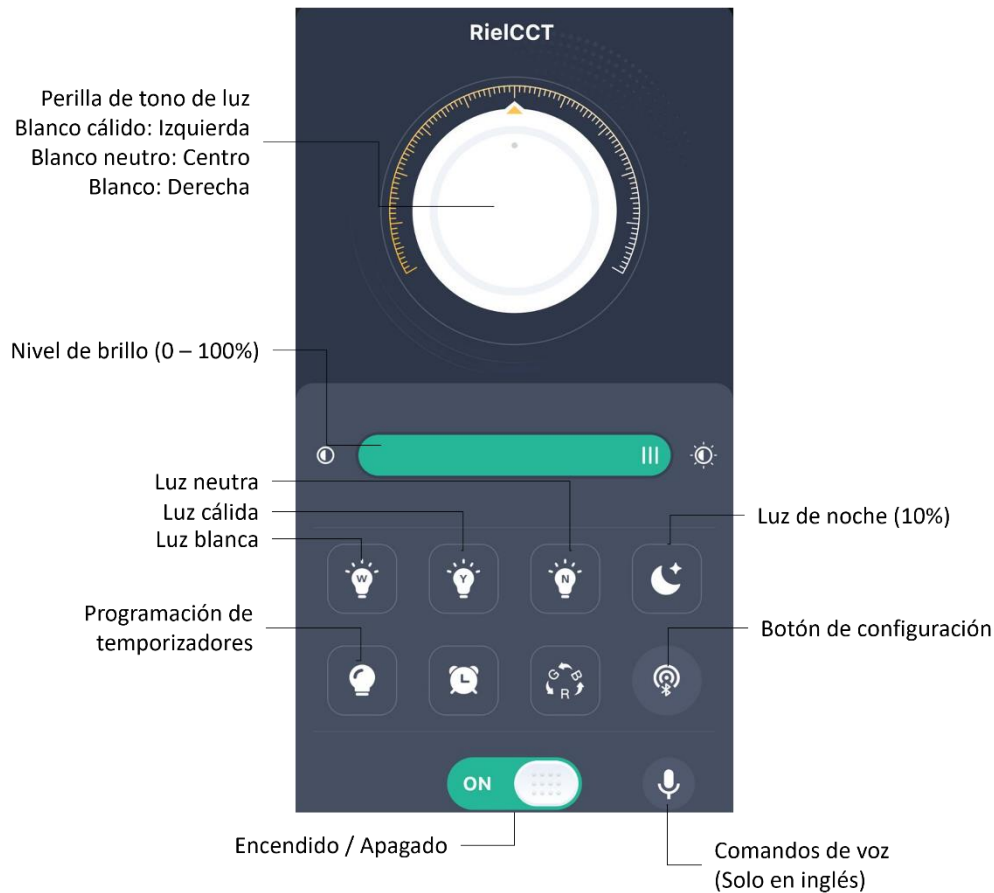 RielCCT
Perilla de tono de luz
Blanco cálido: Izquierda
Blanco neutro: Centro
Blanco: Derecha
Nivel de brillo (0 – 100%)
Luz neutra
Luz cálida
Luz blanca
Luz de noche (10%)
W
Y
N
Programación de
temporizadores
Botón de configuración
G B
R
ON
Encendido / Apagado
Comandos de voz
(Solo en inglés)